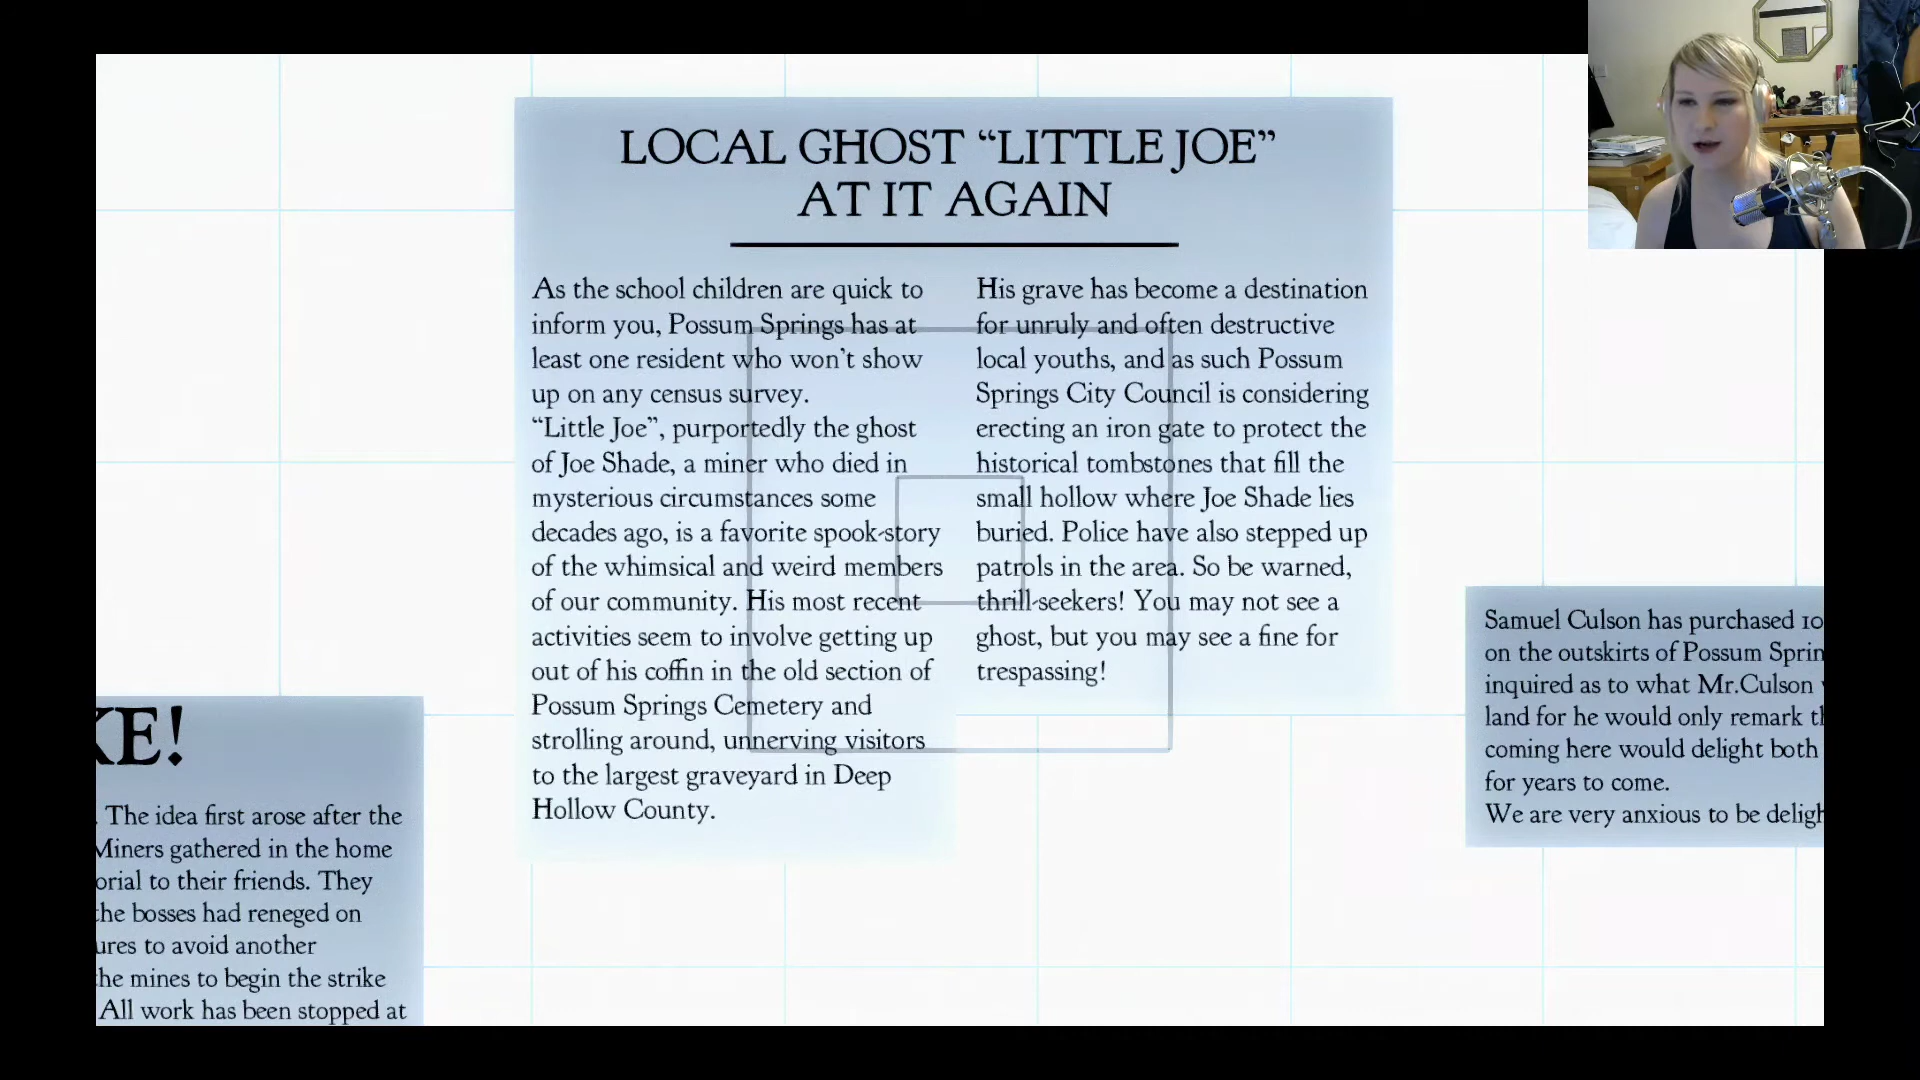 LOCAL GHOST “LITTLE JOE”
AT IT AGAIN
As the school children are quick to
inform you, Possum Springs has at
least one resident who won’t show
up on any census survey.
“Little Joe”, purportedly the ghost
of Joe Shade, a miner who died in
mysterious circumstances some
decades ago, is a favorite spook-story
of the whimsical and weird members
of our community. His most recent
activities seem to involve getting up
out of his coffin in the old section of
Possum Springs Cemetery and
strolling around, unnerving visitors
to the largest graveyard in Deep
Hollow County.
His grave has become a destination
for unruly and often destructive
local youths, and as such Possum
Springs City Council is considering
erecting an iron gate to protect the
historical tombstones that fill the
small hollow where Joe Shade lies
buried. Police have also stepped up
patrols in the area. So be warned,
thrill-seekers! You may not see a
ghost, but you may see a fine for
trespassing!
KE!
. The idea first arose after the
Miners gathered in the home
orial to their friends. They
the bosses had reneged on
ures to avoid another
the mines to begin the strike
All work has been stopped at
Samuel Culson has purchased 10
on the outskirts of Possum Sprin
inquired as to what Mr.Culson
land for he would only remark th
coming here would delight both
for years to come.
We are very anxious to be deligh